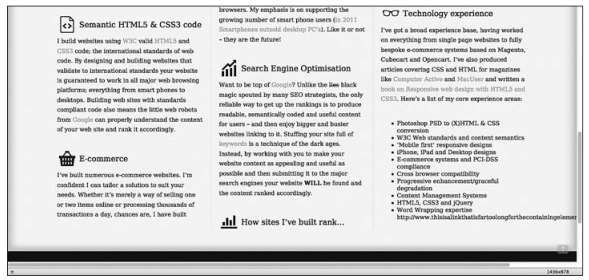 Semantic HTML5 & CSS3 code
I build websites using W3C valid HTML5 and
CSS3 code; the international standards of web
code. By designing and building websites that
validate to international standards your website
is guaranteed to work in all major web browsing
platforms; everything from smart phones to
desktops. Building web sites with standards
compliant code also means the little web robots
from Google can properly understand the content
of your web site and rank it accordingly.
E-commerce
I've built numerous e-commerce websites. I'm
confident I can tailor a solution to suit your
needs. Whether it's merely a way of selling one
or two items online or processing thousands of
transactions a day, chances are, I have built
browsers. My emphasis is on supporting the
growing number of smart phone users (in 2011
Smartphones outsold desktop PC's). Like it or not
– they are the future!
Search Engine Optimisation
Want to be top of Google? Unlike the lies black
magic spouted by many SEO strategists, the only
reliable way to get up the rankings is to produce
readable, semantically coded and useful content
for users – and then enjoy bigger and busier
websites linking to it. Stuffing your site full of
keywords is a technique of the dark ages.
Instead, by working with you to make your
website content as appealing and useful as
possible and then submitting it to the major
search engines your website WILL be found and
the content ranked accordingly.
How sites I've built rank...
Technology experience
I've got a broad experience base, having worked
on everything from single page websites to fully
bespoke e-commerce systems based on Magento,
Cubecart and Opencart. I've also produced
articles covering CSS and HTML for magazines
like Computer Active and MacUser and written a
book on Responsive web design with HTML5 and
CSS3. Here's a list of my core experience areas:
• Photoshop PSD to (X)HTML & CSS
conversion
• W3C Web standards and content semantics
• 'Mobile first' responsive designs
• iPhone, iPad and Desktop designs
• E-commerce systems and PCI-DSS
compliance
• Cross browser compatibility
• Progressive enhancement/graceful
degradation
• Content Management Systems
• HTML5, CSS3 and jQuery
• Word Wrapping expertise
http://www.thisisalinkthatisfartoolongforthecontainingelemen
1436x678